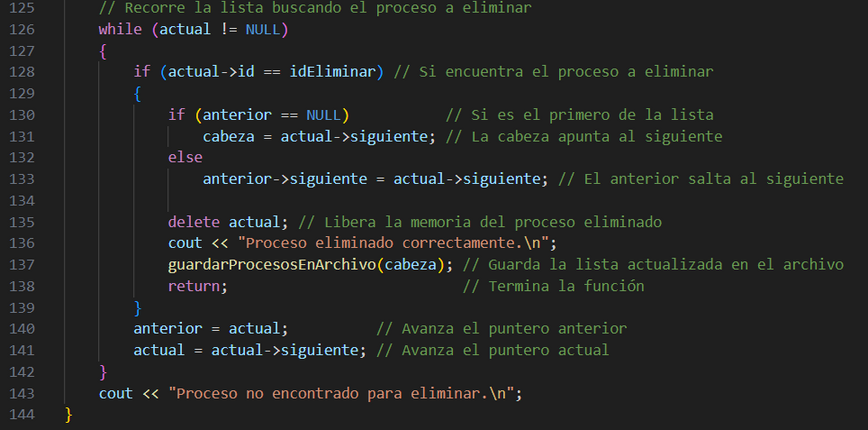 125 // Recorre la lista buscando el proceso a eliminar
126 while (actual != NULL)
127 {
128 if (actual->id == idEliminar) // Si encuentra el proceso a eliminar
129 {
130 if (anterior == NULL) // Si es el primero de la lista
131 cabeza = actual->siguiente; // La cabeza apunta al siguiente
132 else
133 anterior->siguiente = actual->siguiente; // El anterior salta al siguiente
134
135 delete actual; // Libera la memoria del proceso eliminado
136 cout << "Proceso eliminado correctamente.\n";
137 guardarProcesosEnArchivo(cabeza); // Guarda la lista actualizada en el archivo
138 return; // Termina la función
139 }
140 anterior = actual; // Avanza el puntero anterior
141 actual = actual->siguiente; // Avanza el puntero actual
142 }
143 cout << "Proceso no encontrado para eliminar.\n";
144 }